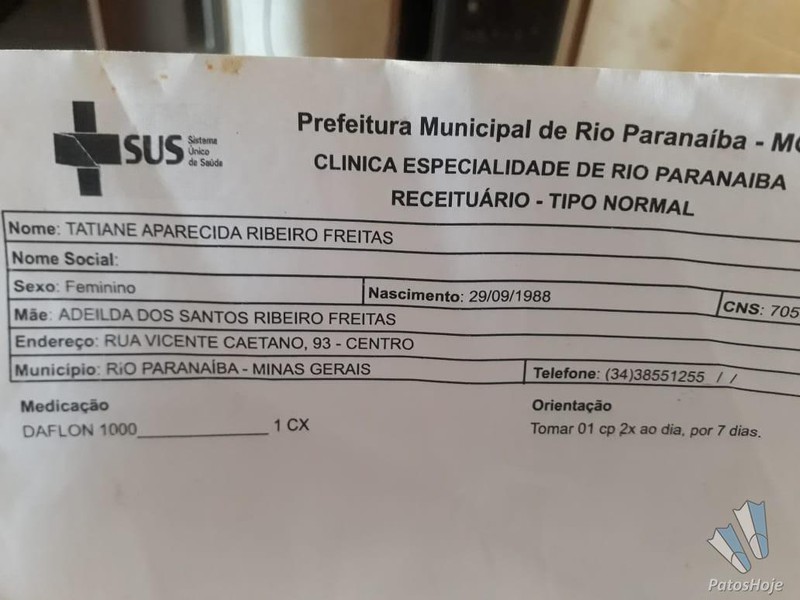 SUS Sistema
Único
de Saúde
Prefeitura Municipal de Rio Paranaíba - MG
CLINICA ESPECIALIDADE DE RIO PARANAIBA
RECEITUÁRIO - TIPO NORMAL
Nome: TATIANE APARECIDA RIBEIRO FREITAS
Nome Social:
Sexo: Feminino Nascimento: 29/09/1988 CNS: 705
Mãe: ADEILDA DOS SANTOS RIBEIRO FREITAS
Endereço: RUA VICENTE CAETANO, 93 - CENTRO
Municipio: RIO PARANAÍBA - MINAS GERAIS Telefone: (34)38551255 / /
Medicação Orientação
DAFLON 1000_______________ 1 CX Tomar 01 cp 2x ao dia, por 7 dias.
PatosHoje